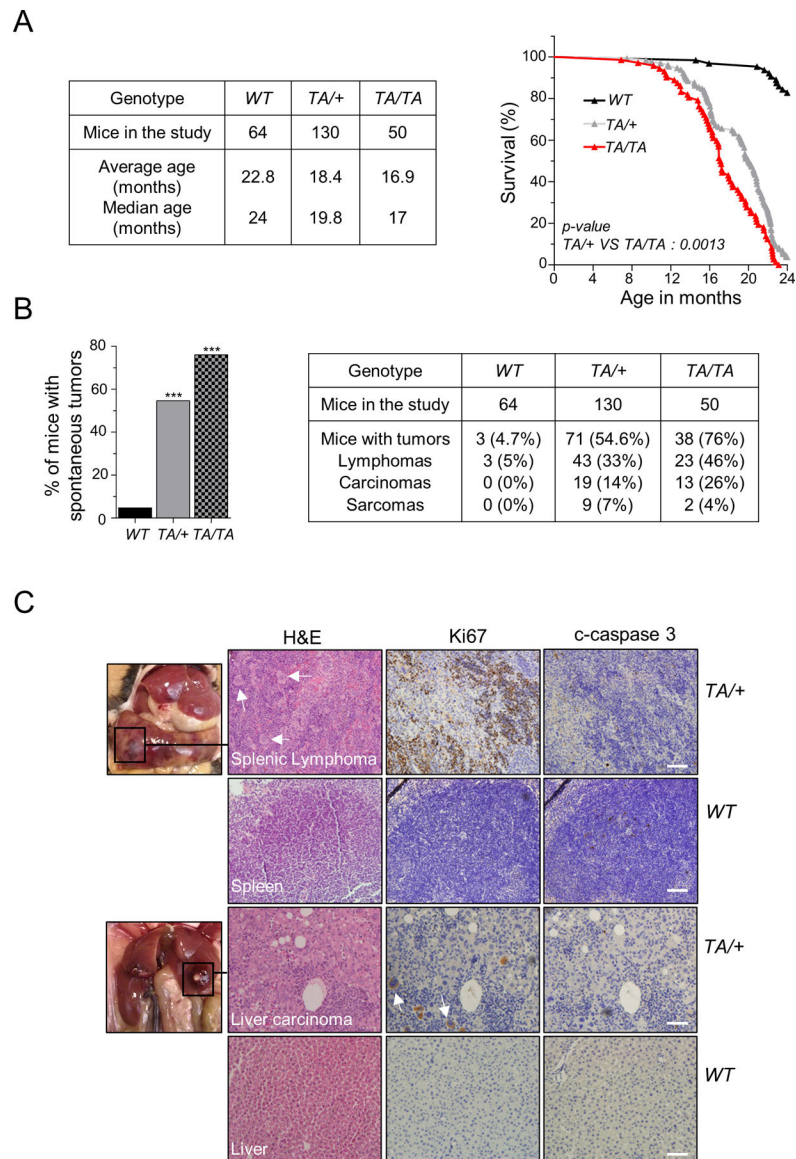 A
Genotype WT TA/+ TA/TA
Mice in the study 64 130 50
Average age
(months) 22.8 18.4 16.9
Median age
(months) 24 19.8 17
Survival (%)
100
80
60
40
20
0
WT
TA/+
TA/TA
p-value
TA/+ VS TA/TA : 0.0013
0 4 8 12 16 20 24
Age in months
B
% of mice with
spontaneous tumors
80
60
40
20
0
***
***
WT TA/+ TA/TA
Genotype WT TA/+ TA/TA
Mice in the study 64 130 50
Mice with tumors 3 (4.7%) 71 (54.6%) 38 (76%)
Lymphomas 3 (5%) 43 (33%) 23 (46%)
Carcinomas 0 (0%) 19 (14%) 13 (26%)
Sarcomas 0 (0%) 9 (7%) 2 (4%)
C
H&E Ki67 c-caspase 3
Splenic Lymphoma
TA/+
Spleen
WT
Liver carcinoma
TA/+
Liver
WT